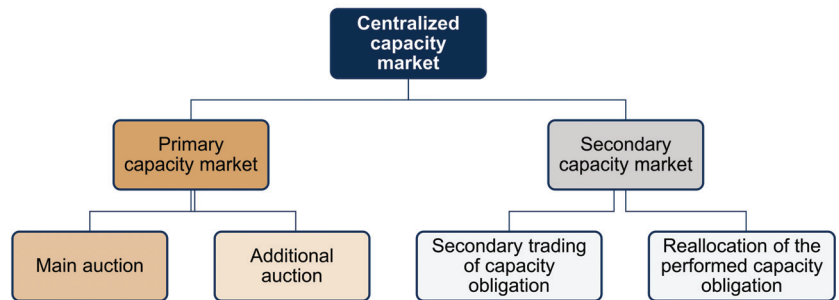 Centralized
capacity
market
Primary
capacity market
Secondary
capacity market
Main auction
Additional
auction
Secondary trading
of capacity
obligation
Reallocation of the
performed capacity
obligation